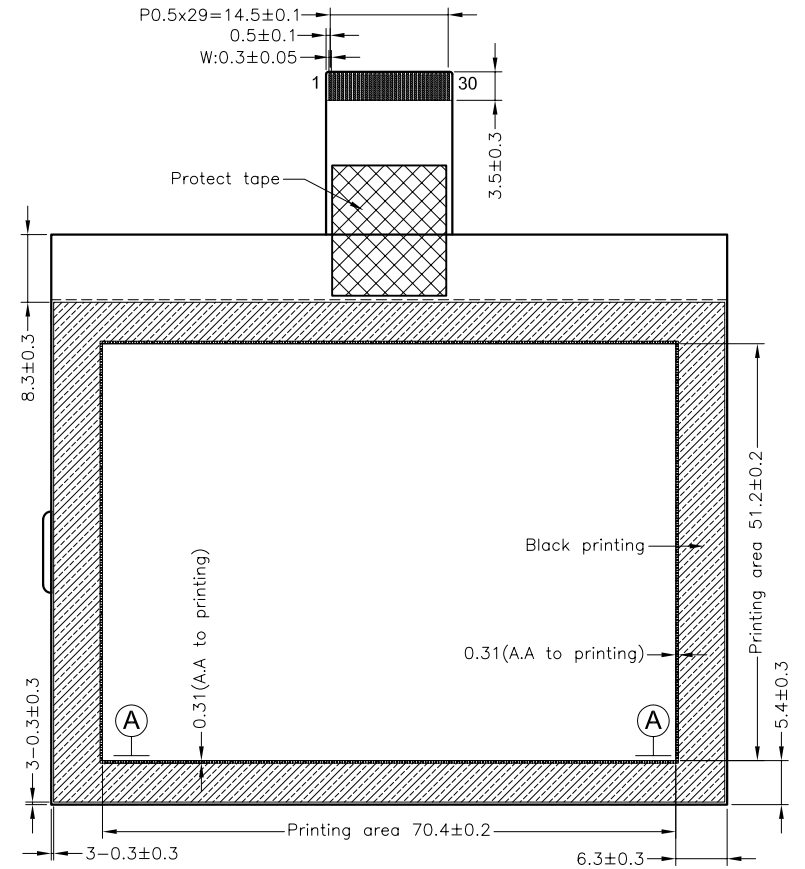 P0.5x29=14.5±0.1
0.5±0.1
W:0.3±0.05
1
30
3.5±0.3
Protect tape
8.3±0.3
Black printing
Printing area 51.2±0.2
0.31(A.A to printing)
0.31(A.A to printing)
A
A
3-0.3±0.3
5.4±0.3
Printing area 70.4±0.2
3-0.3±0.3
6.3±0.3